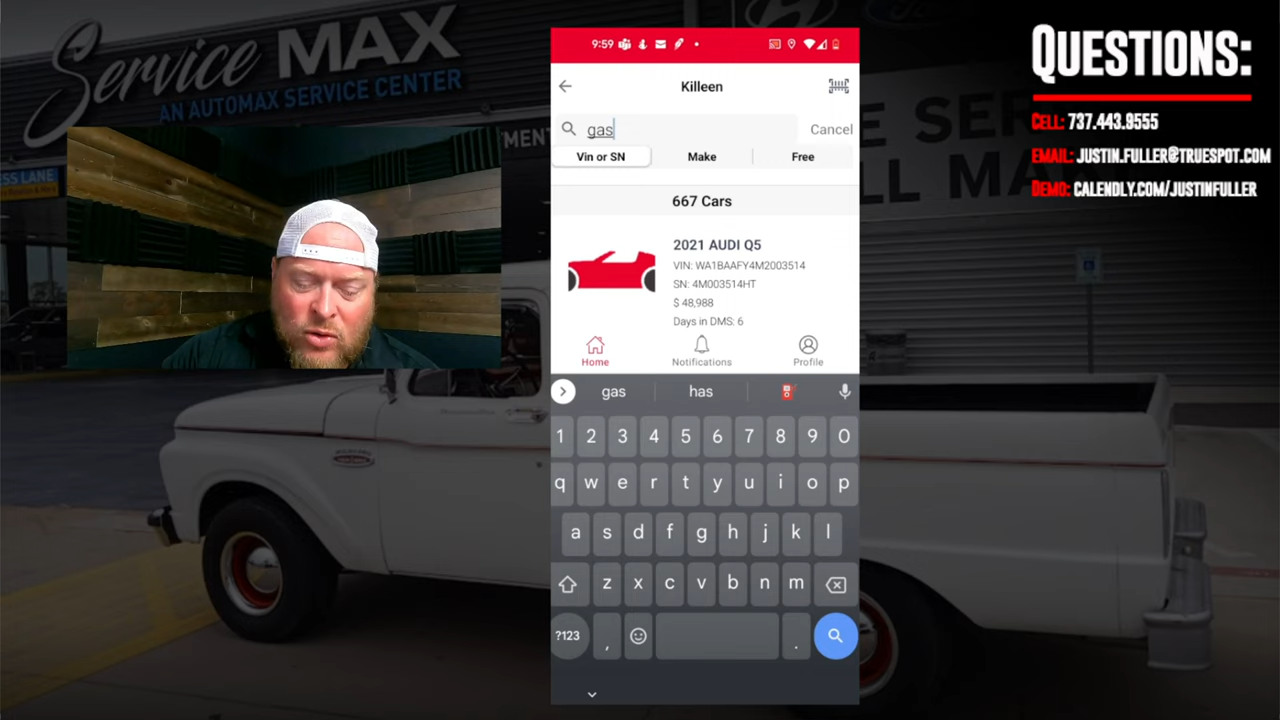 Service MAX
AN AUTOMAX SERVICE CENTER
9:59
Killeen
gas
Cancel
Vin or SN
Make
Free
667 Cars
2021 AUDI Q5
VIN: WA1BAAFY4M2003514
SN: 4M003514HT
$ 48,988
Days in DMS: 6
Home
Notifications
Profile
gas
has
1 2 3 4 5 6 7 8 9 0
q w e r t y u i o p
a s d f g h j k l
z x c v b n m
?123 , .
QUESTIONS:
CELL: 737.443.9555
EMAIL: JUSTIN.FULLER@TRUESPOT.COM
DEMO: CALENDLY.COM/JUSTINFULLER